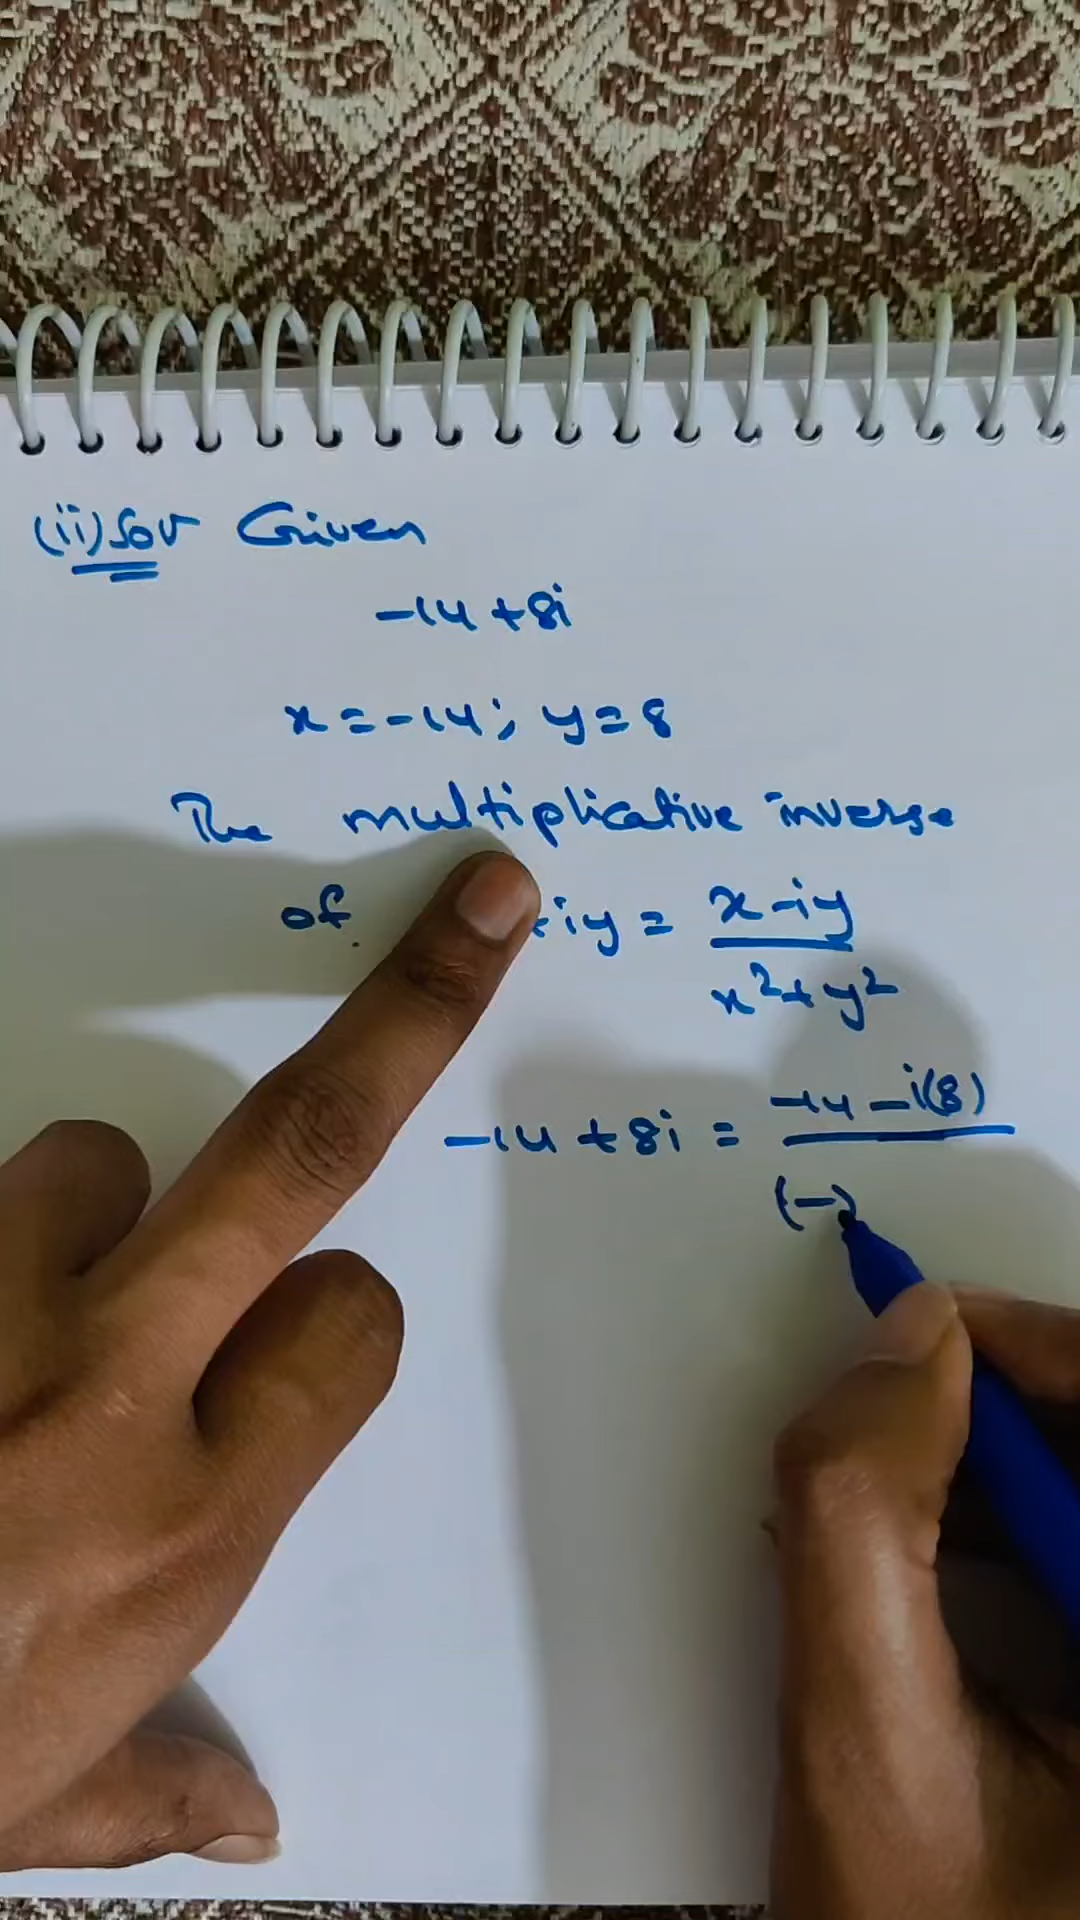 (ii) Sol Given
-14 +8i
x = -14; y = 8
The multiplicative inverse
of +iy = x-iy / x²+y²
-14 +8i = -14 -i(8) / (-)